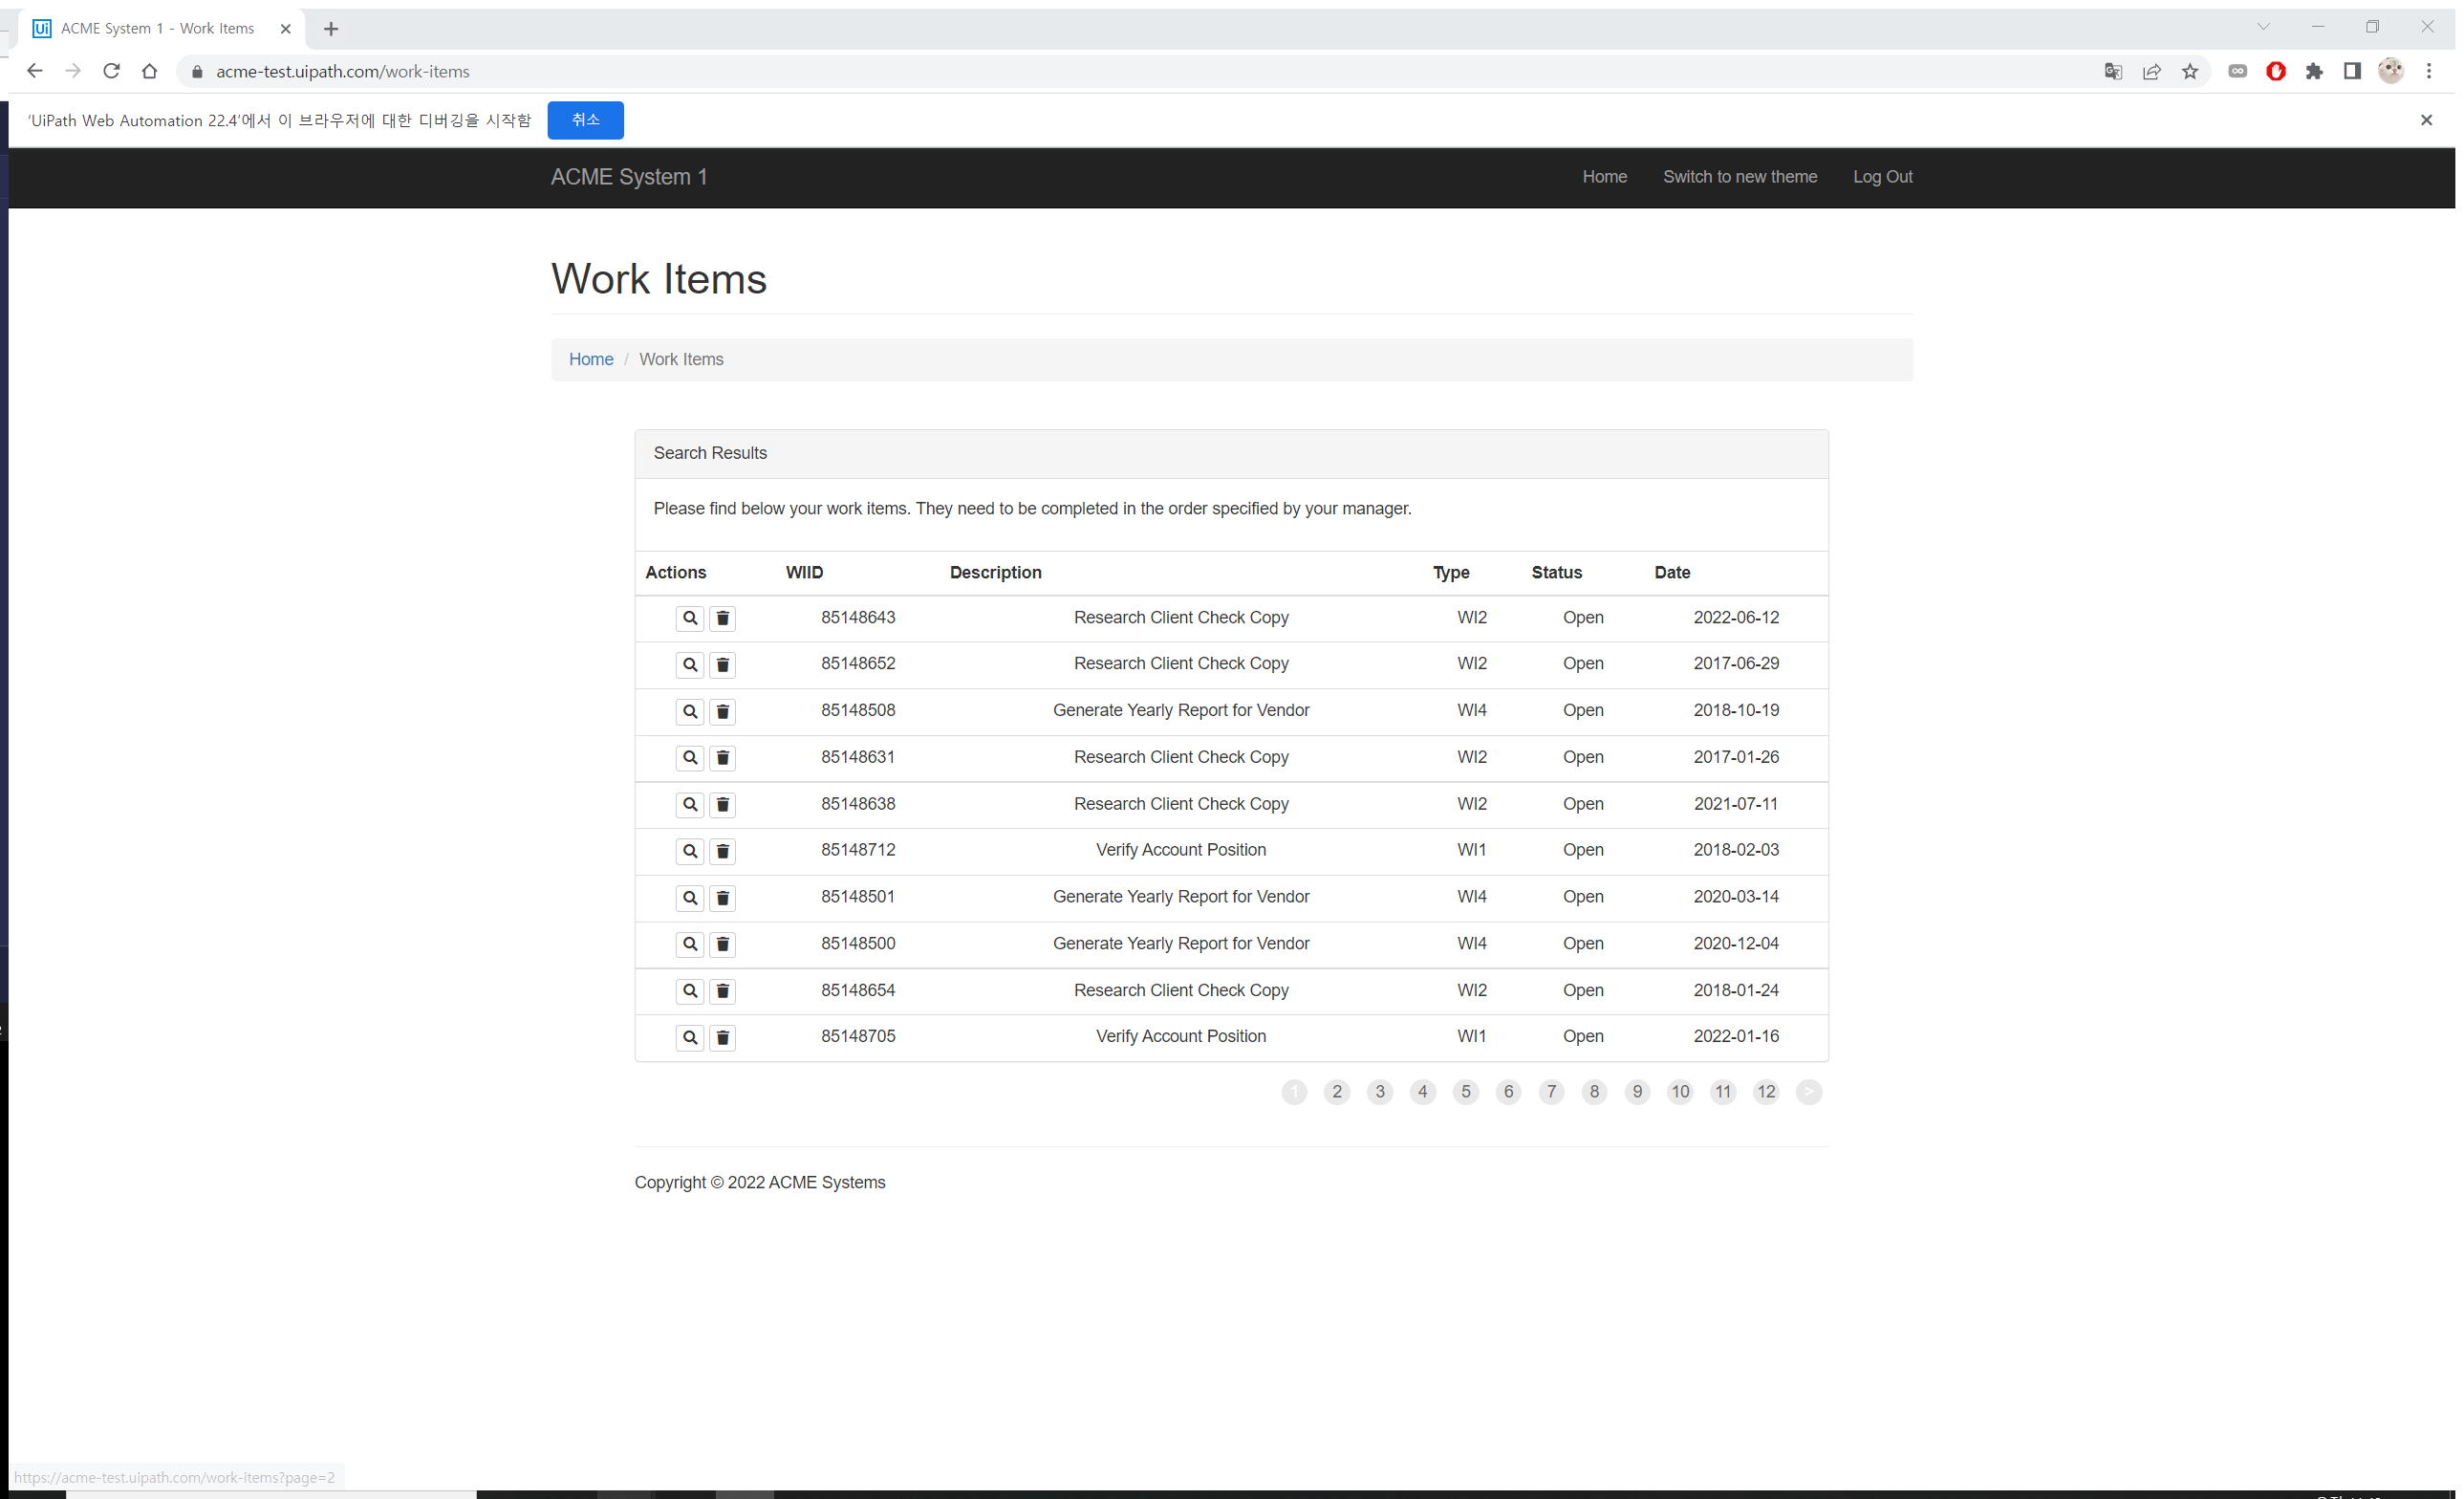 ACME System 1 - Work Items
acme-test.uipath.com/work-items
'UiPath Web Automation 22.4'에서 이 브라우저에 대한 디버깅을 시작함 취소
ACME System 1 Home Switch to new theme Log Out
Work Items
Home / Work Items
Search Results
Please find below your work items. They need to be completed in the order specified by your manager.
Actions WIID Description Type Status Date
85148643 Research Client Check Copy WI2 Open 2022-06-12
85148652 Research Client Check Copy WI2 Open 2017-06-29
85148508 Generate Yearly Report for Vendor WI4 Open 2018-10-19
85148631 Research Client Check Copy WI2 Open 2017-01-26
85148638 Research Client Check Copy WI2 Open 2021-07-11
85148712 Verify Account Position WI1 Open 2018-02-03
85148501 Generate Yearly Report for Vendor WI4 Open 2020-03-14
85148500 Generate Yearly Report for Vendor WI4 Open 2020-12-04
85148654 Research Client Check Copy WI2 Open 2018-01-24
85148705 Verify Account Position WI1 Open 2022-01-16
1 2 3 4 5 6 7 8 9 10 11 12 >
Copyright © 2022 ACME Systems
https://acme-test.uipath.com/work-items?page=2